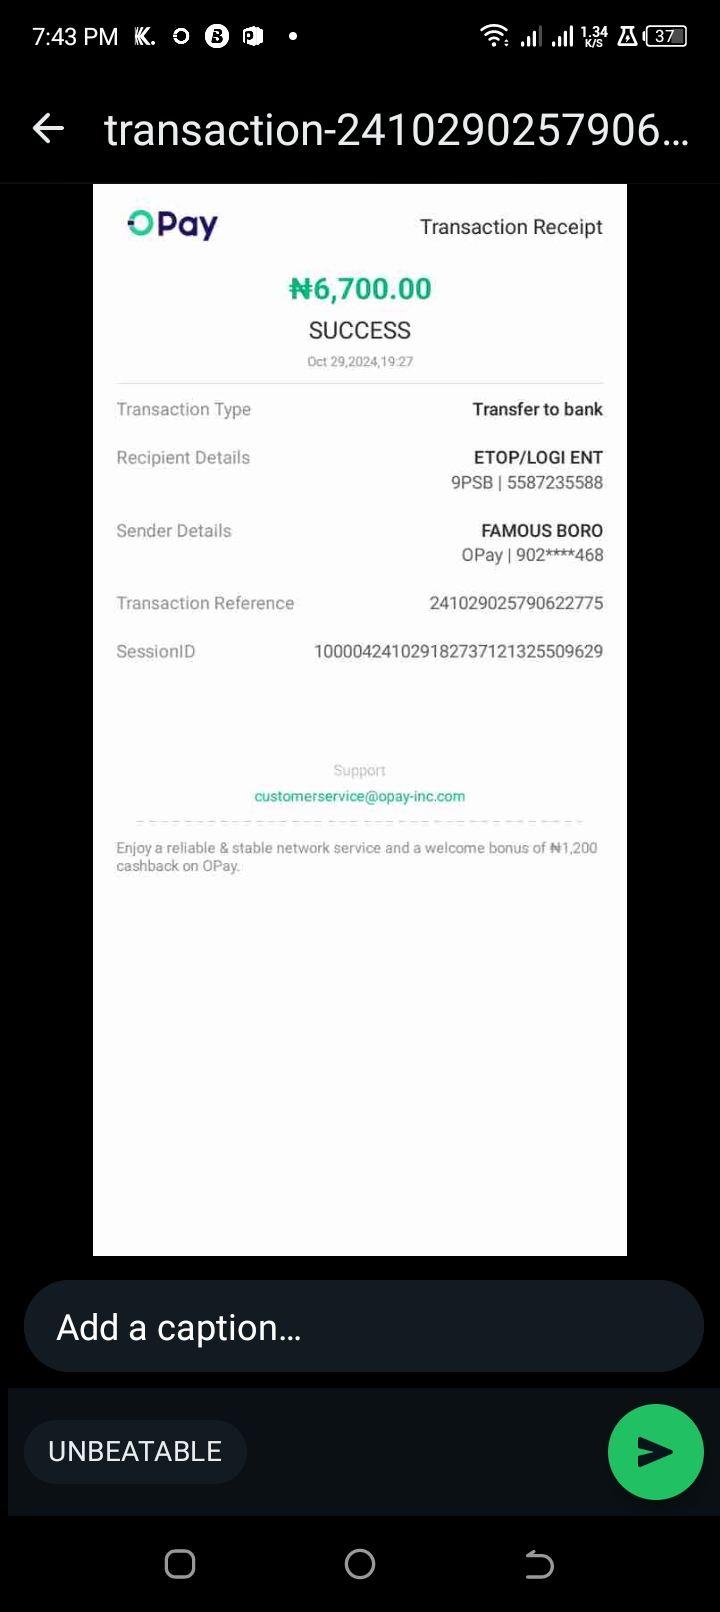 7:43 PM 1.34 K/S 37
transaction-2410290257906...
OPay Transaction Receipt
₦6,700.00
SUCCESS
Oct 29,2024,19:27
Transaction Type Transfer to bank
Recipient Details ETOP/LOGI ENT
9PSB | 5587235588
Sender Details FAMOUS BORO
OPay | 902****468
Transaction Reference 241029025790622775
SessionID 100004241029182737121325509629
Support
customerservice@opay-inc.com
Enjoy a reliable & stable network service and a welcome bonus of ₦1,200
cashback on OPay.
Add a caption...
UNBEATABLE